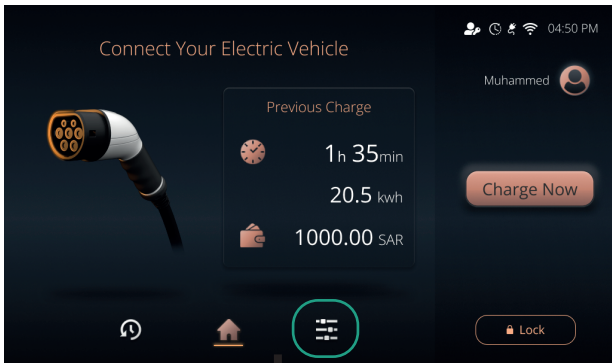 Connect Your Electric Vehicle
04:50 PM
Muhammed
Previous Charge
1h 35min
20.5 kwh
1000.00 SAR
Charge Now
Lock